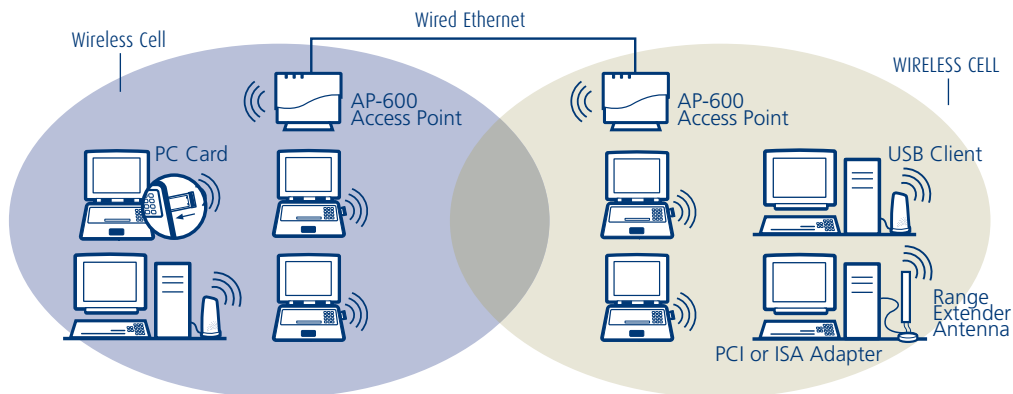 Wired Ethernet
Wireless Cell
WIRELESS CELL
AP-600
Access Point
AP-600
Access Point
PC Card
USB Client
Range
Extender
Antenna
PCI or ISA Adapter